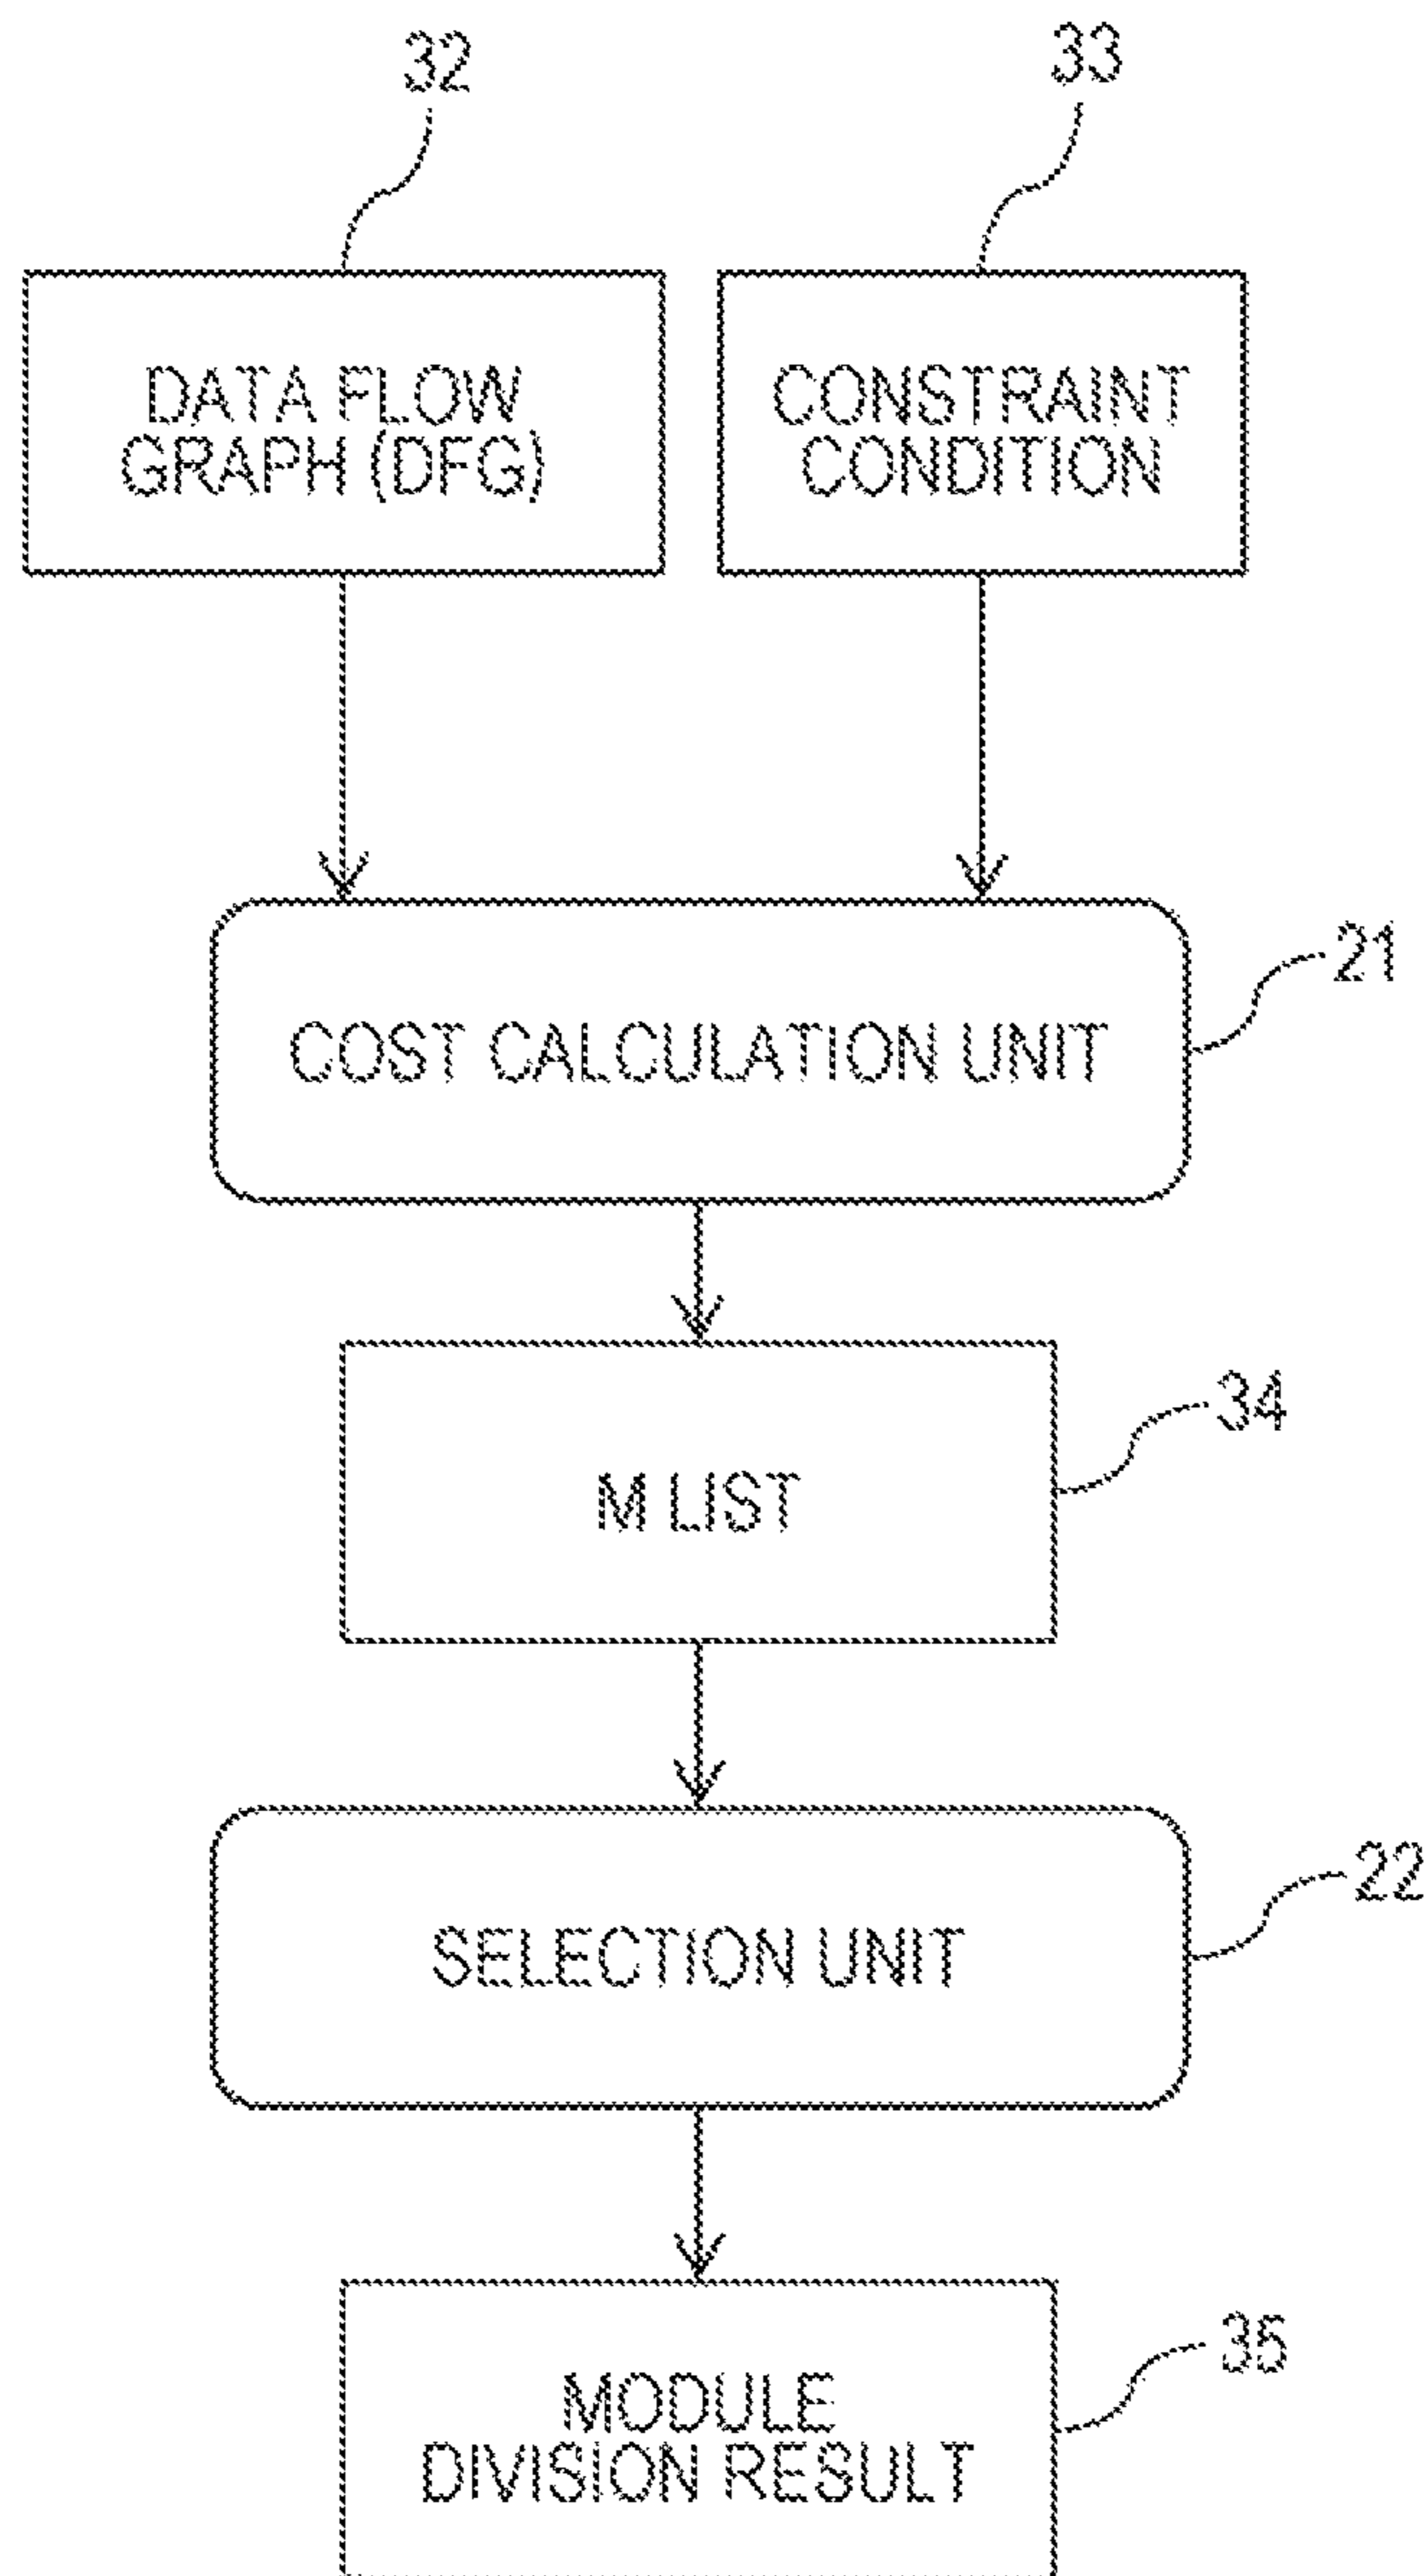 32
33
DATA FLOW
GRAPH (DFG)
CONSTRAINT
CONDITION
21
COST CALCULATION UNIT
34
M LIST
22
SELECTION UNIT
35
MODULE
DIVISION RESULT